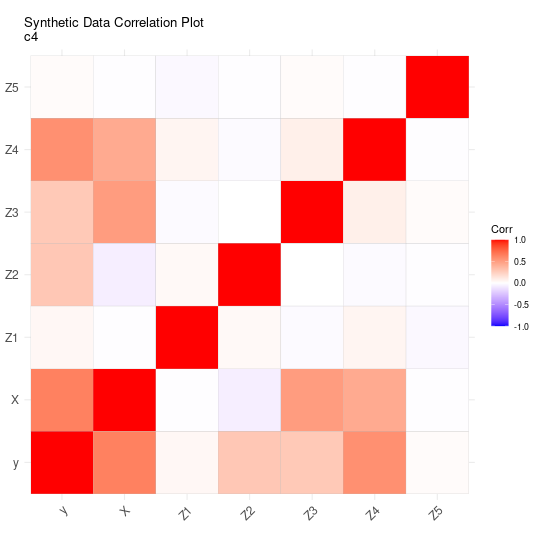 Synthetic Data Correlation Plot
c4
Z5
Z4
Z3
Z2
Z1
X
y
y
X
Z1
Z2
Z3
Z4
Z5
Corr
1.0
0.5
0.0
-0.5
-1.0